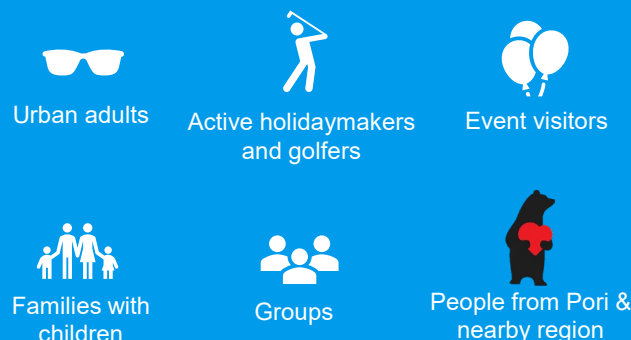 Urban adults
Active holidaymakers
and golfers
Event visitors
Families with
children
Groups
People from Pori &
nearby region